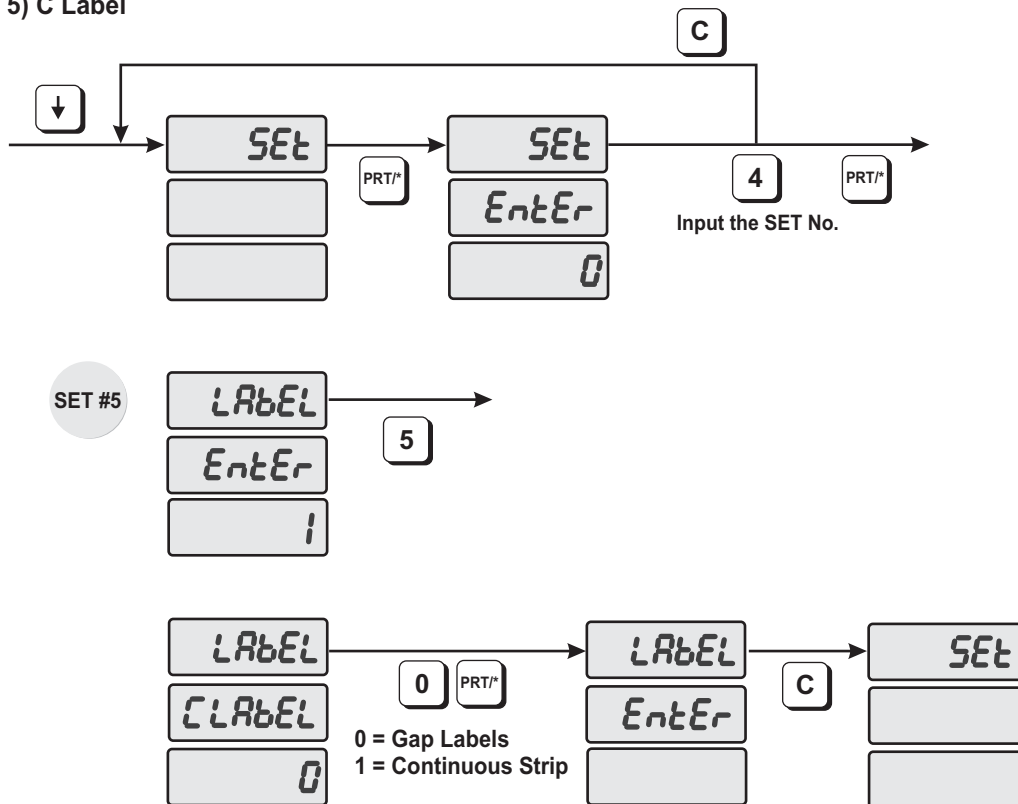 5) C Label
C
↓
SEt
PRT/*
SEt
EntEr
0
4
PRT/*
Input the SET No.
SET #5
LAbEL
EntEr
1
5
LAbEL
CLAbEL
0
0
PRT/*
0 = Gap Labels
1 = Continuous Strip
LAbEL
EntEr
C
SEt